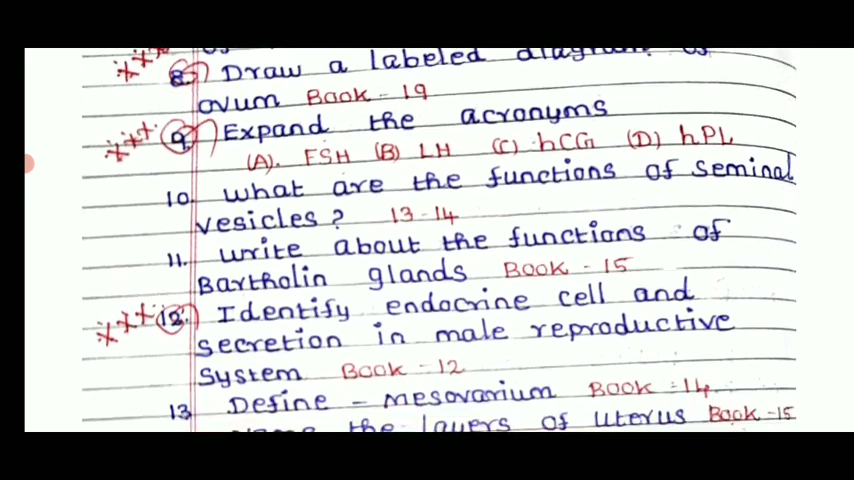 8. Draw a labeled diagram of
ovum Book - 19
9. Expand the acronyms
(A). FSH (B) LH (C) hCG (D) hPL
10. What are the functions of seminal
vesicles? 13-14
11. Write about the functions of
Bartholin glands Book - 15
12. Identify endocrine cell and
secretion in male reproductive
System Book - 12
13 Define - mesovarium Book - 14
the layers of uterus Book - 15